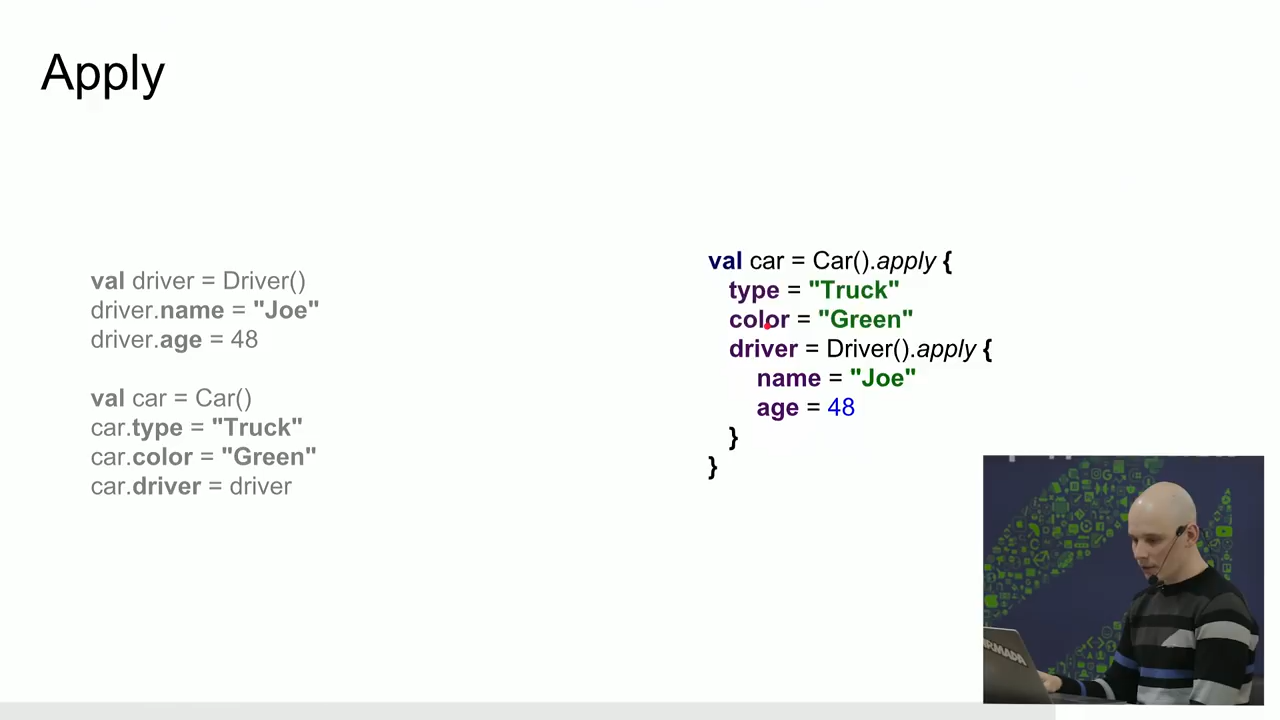 Apply
val driver = Driver()
driver.name = "Joe"
driver.age = 48
val car = Car()
car.type = "Truck"
car.color = "Green"
car.driver = driver
val car = Car().apply {
type = "Truck"
color = "Green"
driver = Driver().apply {
name = "Joe"
age = 48
}
}
ARMADA